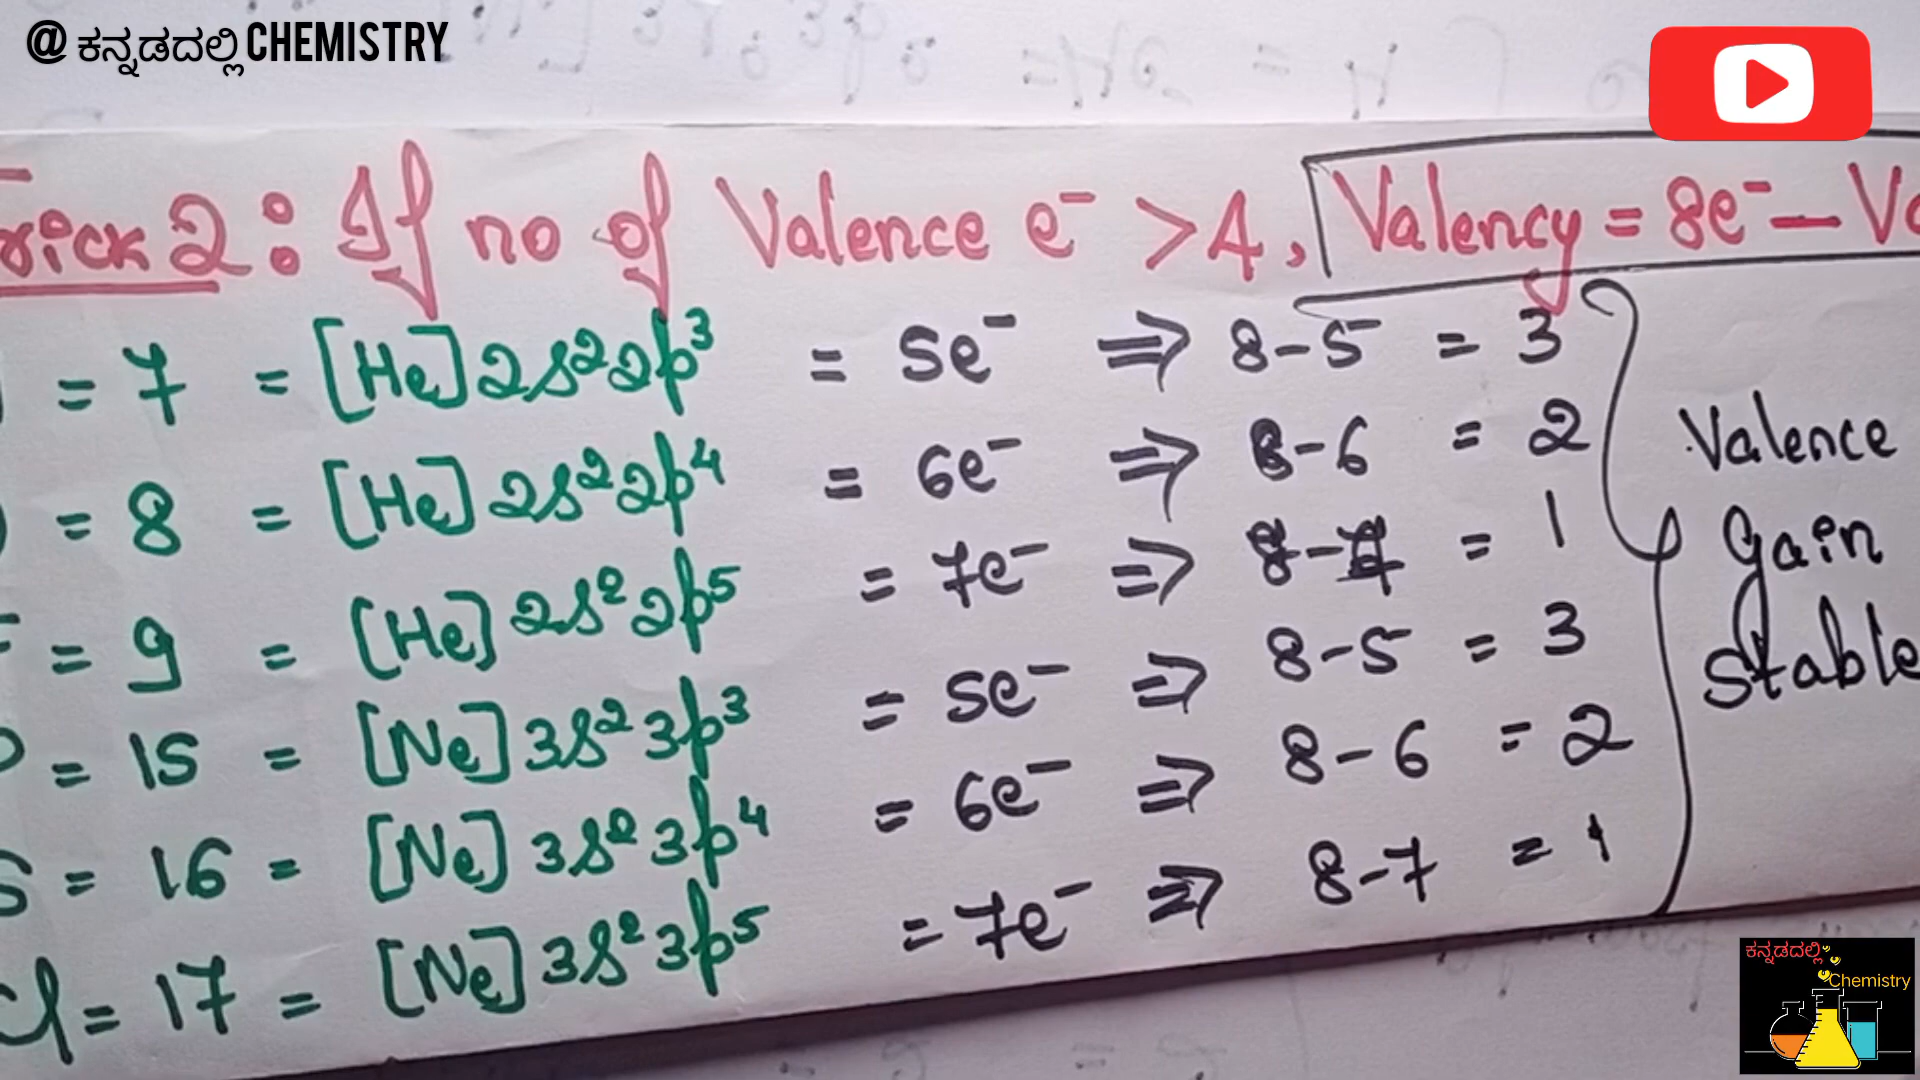 @ ಕನ್ನಡದಲ್ಲಿ CHEMISTRY
Trick 2: If no of Valence e⁻ > 4, Valency = 8e⁻ – Va
= 7 = [He] 2s² 2p³ = 5e⁻ ⇒ 8-5 = 3
= 8 = [He] 2s² 2p⁴ = 6e⁻ ⇒ 8-6 = 2
F = 9 = [He] 2s² 2p⁵ = 7e⁻ ⇒ 8-7 = 1
P = 15 = [Ne] 3s² 3p³ = 5e⁻ ⇒ 8-5 = 3
S = 16 = [Ne] 3s² 3p⁴ = 6e⁻ ⇒ 8-6 = 2
Cl = 17 = [Ne] 3s² 3p⁵ = 7e⁻ ⇒ 8-7 = 1
Valence
Gain
Stable
ಕನ್ನಡದಲ್ಲಿ
Chemistry